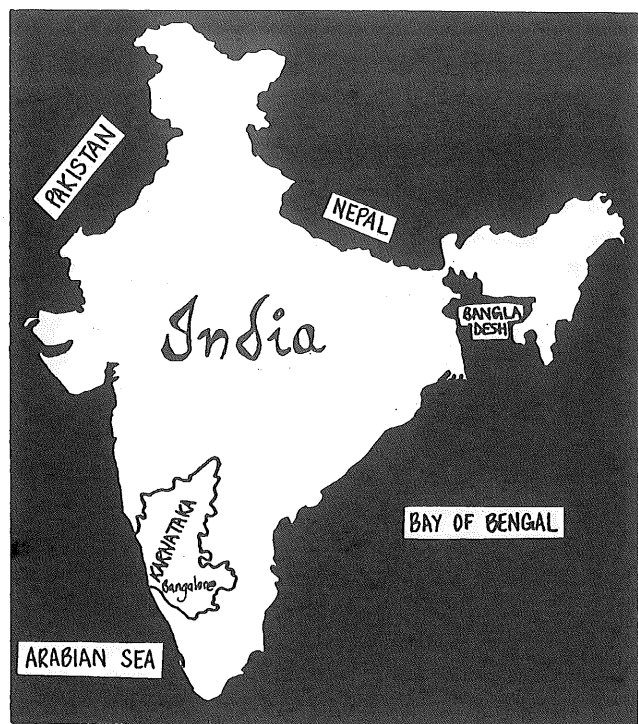 PAKISTAN
NEPAL
India
BANGLA
DESH
KARNATAKA
Bangalore
BAY OF BENGAL
ARABIAN SEA